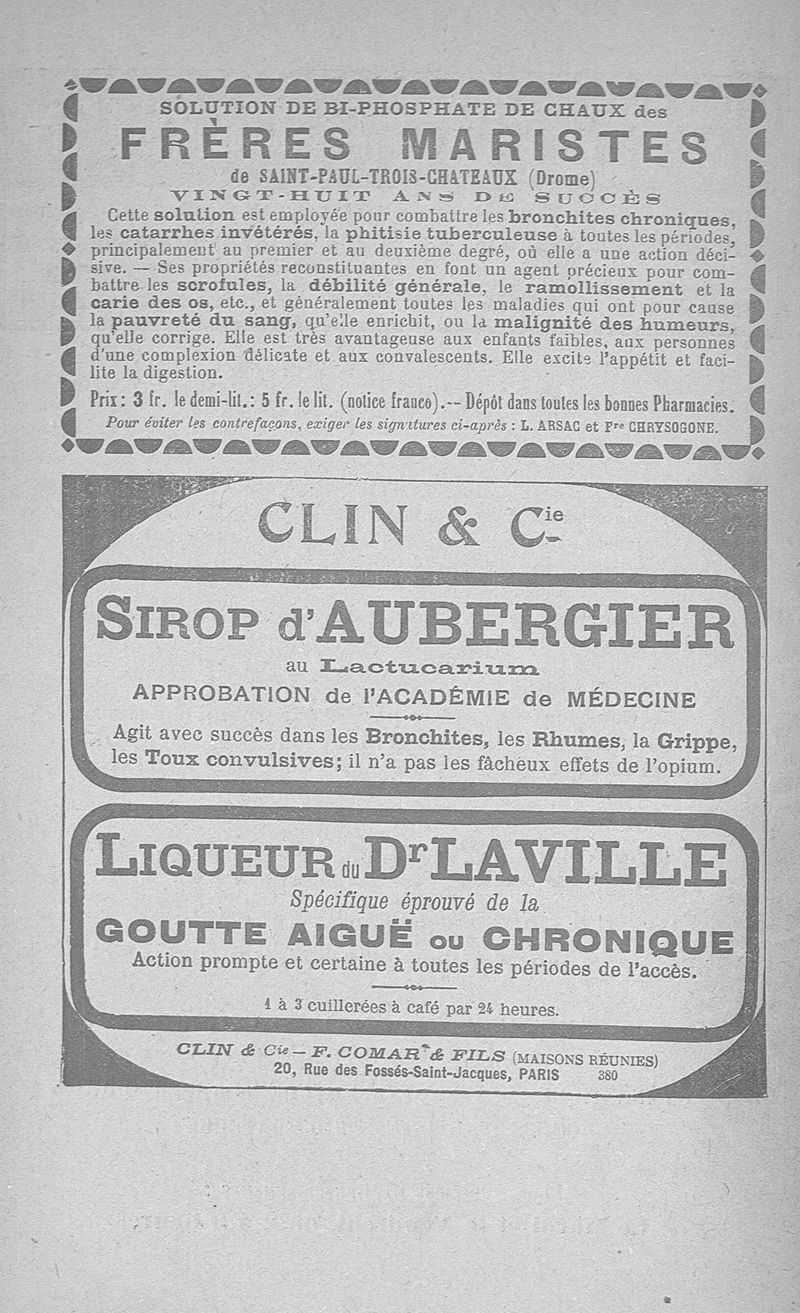 SOLUTION DE BI-PHOSPHATE DE CHAUX des
FRÈRES MARISTES
de SAINT-PAUL-TROIS-CHATEAUX (Drome)
VINGT-HUIT ANS DE SUCCÈS
Cette solution est employée pour combattre les bronchites chroniques,
les catarrhes invétérés, la phitisie tuberculeuse à toutes les périodes,
principalement au premier et au deuxième degré, où elle a une action déci-
sive. — Ses propriétés reconstituantes en font un agent précieux pour com-
battre les scrofules, la débilité générale, le ramollissement et la
carie des os, etc., et généralement toutes les maladies qui ont pour cause
la pauvreté du sang, qu'elle enrichit, ou la malignité des humeurs,
qu'elle corrige. Elle est très avantageuse aux enfants faibles, aux personnes
d'une complexion délicate et aux convalescents. Elle excite l'appétit et faci-
lite la digestion.
Prix : 3 fr. le demi-lit.: 5 fr. le lit. (notice franco).-- Dépôt dans toutes les bonnes Pharmacies.
Pour éviter les contrefaçons, exiger les signatures ci-après : L. ARSAC et Fre CHRYSOGONE.
CLIN & Cie
SIROP d'AUBERGIER
au Lactucarium
APPROBATION de l'ACADÉMIE de MÉDECINE
Agit avec succès dans les Bronchites, les Rhumes, la Grippe,
les Toux convulsives; il n'a pas les fâcheux effets de l'opium.
LIQUEUR du Dr LAVILLE
Spécifique éprouvé de la
GOUTTE AIGUË ou CHRONIQUE
Action prompte et certaine à toutes les périodes de l'accès.
1 à 3 cuillerées à café par 24 heures.
CLIN & Cie — F. COMAR & FILS (MAISONS RÉUNIES)
20, Rue des Fossés-Saint-Jacques, PARIS 380